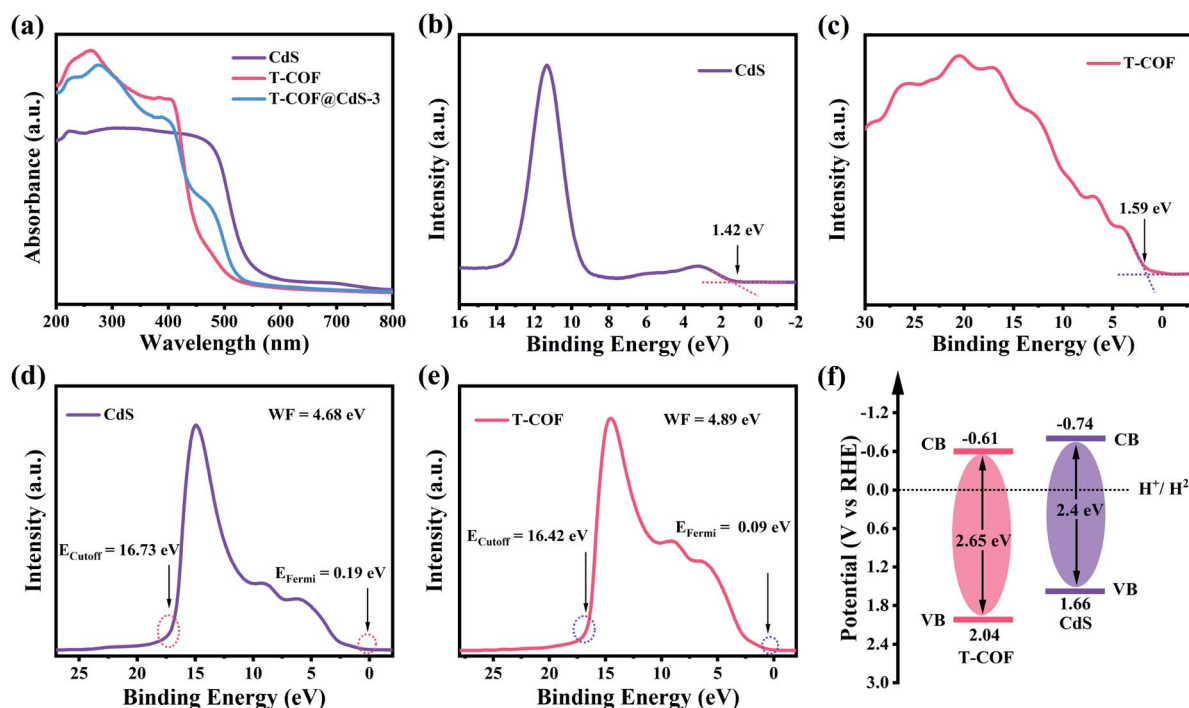 (a)
CdS
T-COF
T-COF@CdS-3
Absorbance (a.u.)
200 300 400 500 600 700 800
Wavelength (nm)
(b)
CdS
1.42 eV
Intensity (a.u.)
16 14 12 10 8 6 4 2 0 -2
Binding Energy (eV)
(c)
T-COF
1.59 eV
Intensity (a.u.)
30 25 20 15 10 5 0
Binding Energy (eV)
(d)
CdS
WF = 4.68 eV
E_Cutoff = 16.73 eV
E_Fermi = 0.19 eV
Intensity (a.u.)
25 20 15 10 5 0
Binding Energy (eV)
(e)
T-COF
WF = 4.89 eV
E_Cutoff = 16.42 eV
E_Fermi = 0.09 eV
Intensity (a.u.)
25 20 15 10 5 0
Binding Energy (eV)
(f)
Potential (V vs RHE)
-1.2
-0.6
0.0
0.6
1.2
1.8
2.4
3.0
-0.61
CB
-0.74
CB
H⁺/ H²
2.65 eV
2.4 eV
VB
2.04
T-COF
VB
1.66
CdS